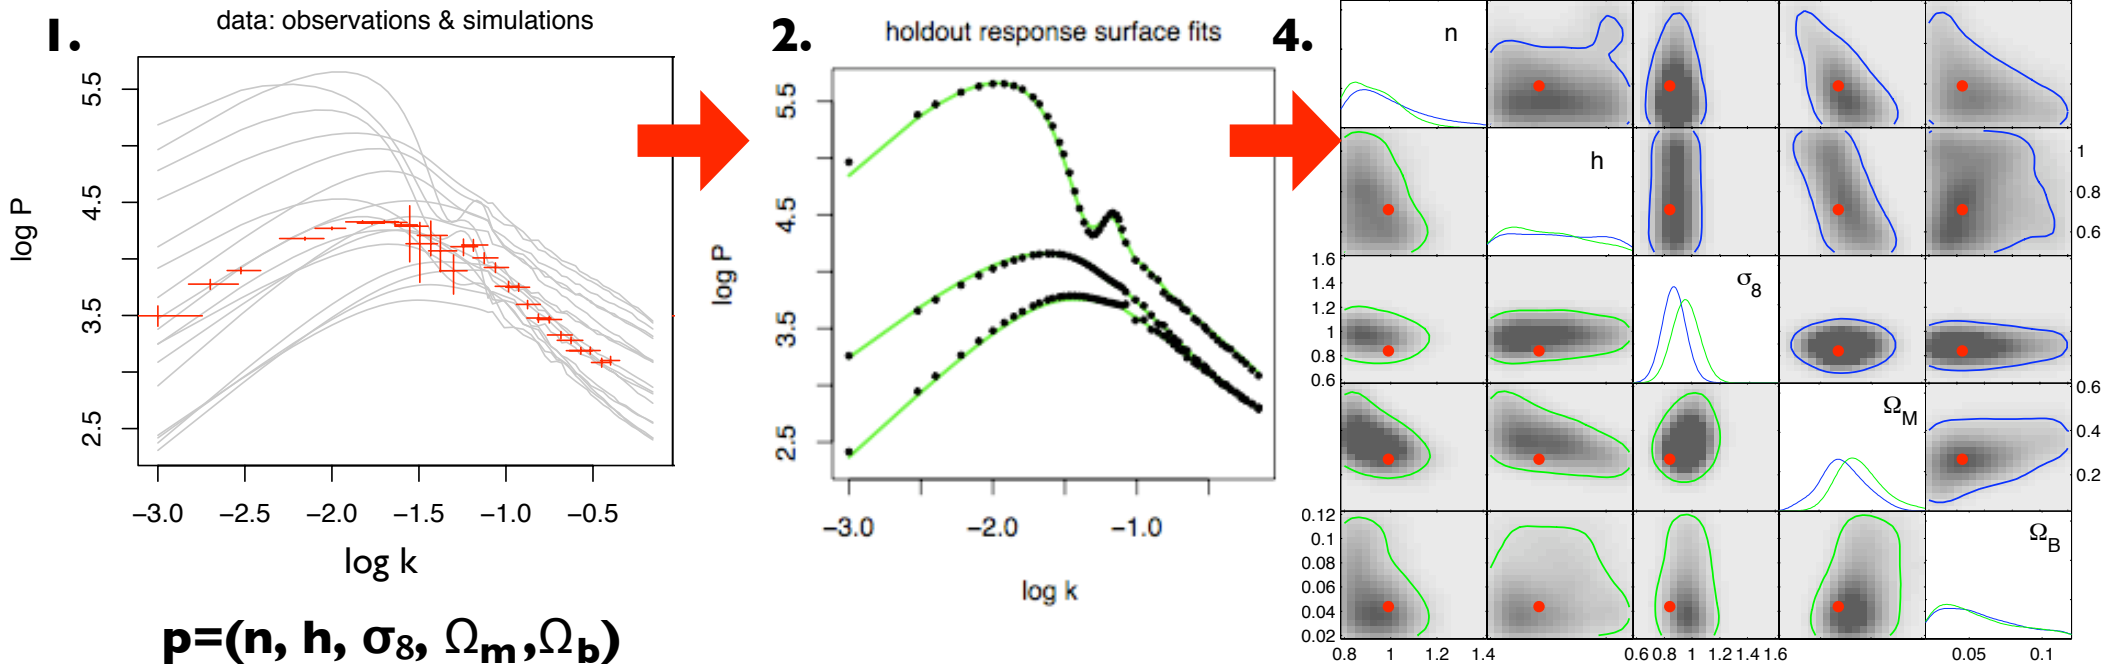 1.
data: observations & simulations
log P
5.5
4.5
3.5
2.5
−3.0 −2.5 −2.0 −1.5 −1.0 −0.5
log k
p=(n, h, σ8, Ωm,Ωb)
2.
holdout response surface fits
log P
5.5
4.5
3.5
2.5
−3.0 −2.0 −1.0
log k
4.
n
h
1
0.8
0.6
1.6
1.4
1.2
1
0.8
0.6
σ8
ΩM
0.6
0.4
0.2
0.12
0.1
0.08
0.06
0.04
0.02
ΩB
0.8 1 1.2 1.4
0.6 0.8 1 1.2 1.4 1.6
0.05 0.1